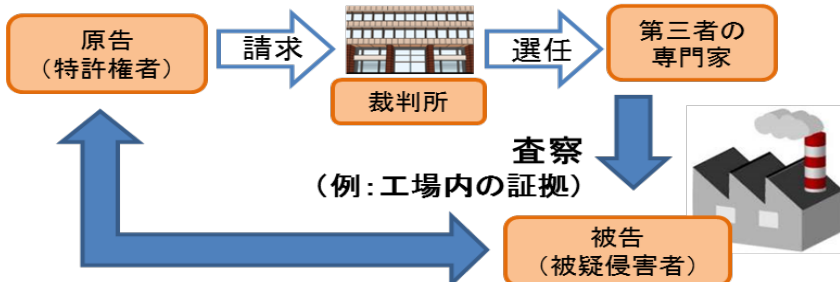 原告
（特許権者）
請求
裁判所
選任
第三者の
専門家
査察
（例：工場内の証拠）
被告
（被疑侵害者）